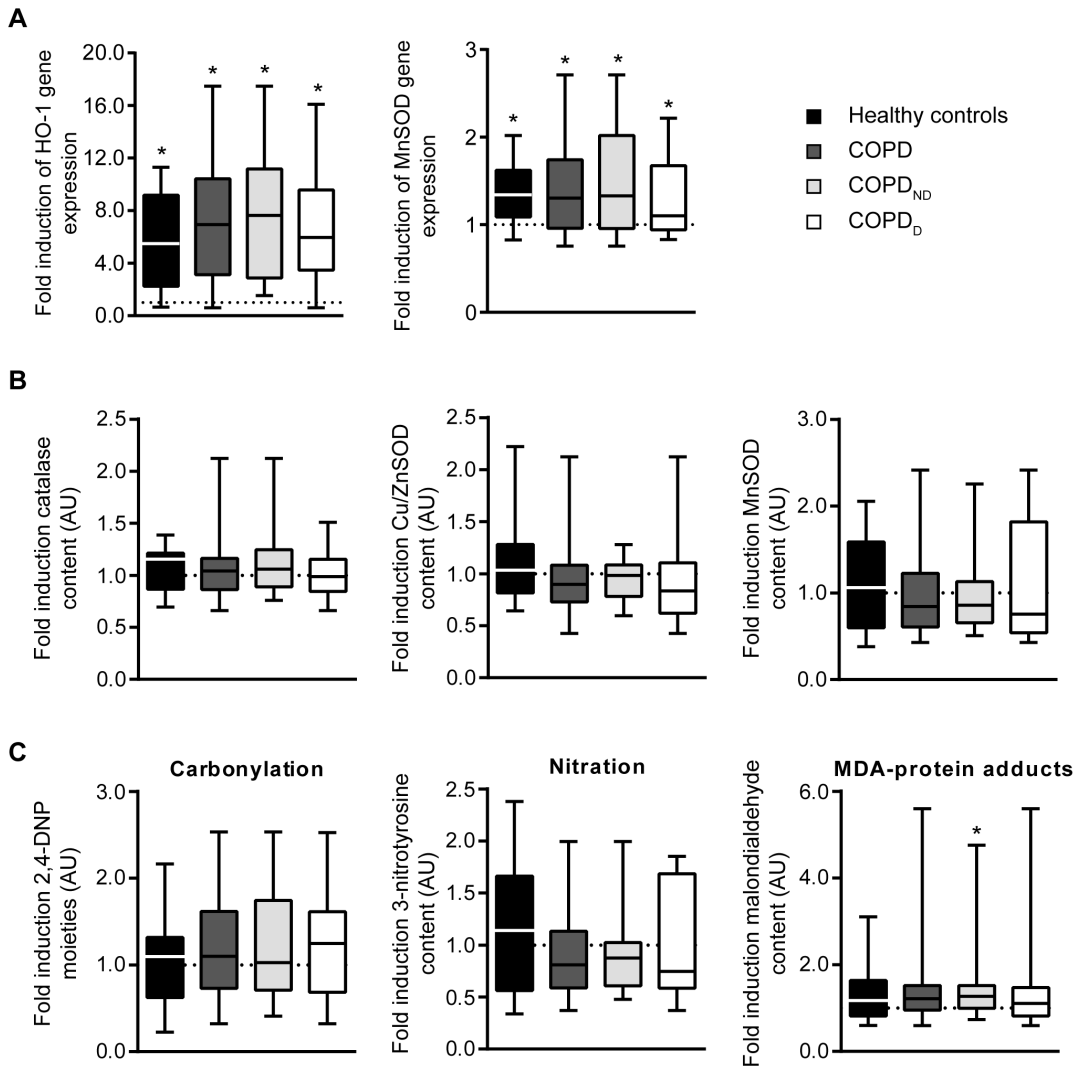 A
Fold induction of HO-1 gene
expression
20.0
16.0
12.0
8.0
4.0
0.0
*
*
*
*
Fold induction of MnSOD gene
expression
3
2
1
0
*
*
*
*
Healthy controls
COPD
COPDND
COPDD
B
Fold induction catalase
content (AU)
2.5
2.0
1.5
1.0
0.5
0.0
Fold induction Cu/ZnSOD
content (AU)
2.5
2.0
1.5
1.0
0.5
0.0
Fold induction MnSOD
content (AU)
3.0
2.0
1.0
0.0
C
Carbonylation
Fold induction 2,4-DNP
moieties (AU)
3.0
2.0
1.0
0.0
Nitration
Fold induction 3-nitrotyrosine
content (AU)
2.5
2.0
1.5
1.0
0.5
0.0
MDA-protein adducts
Fold induction malondialdehyde
content (AU)
6.0
4.0
2.0
0.0
*